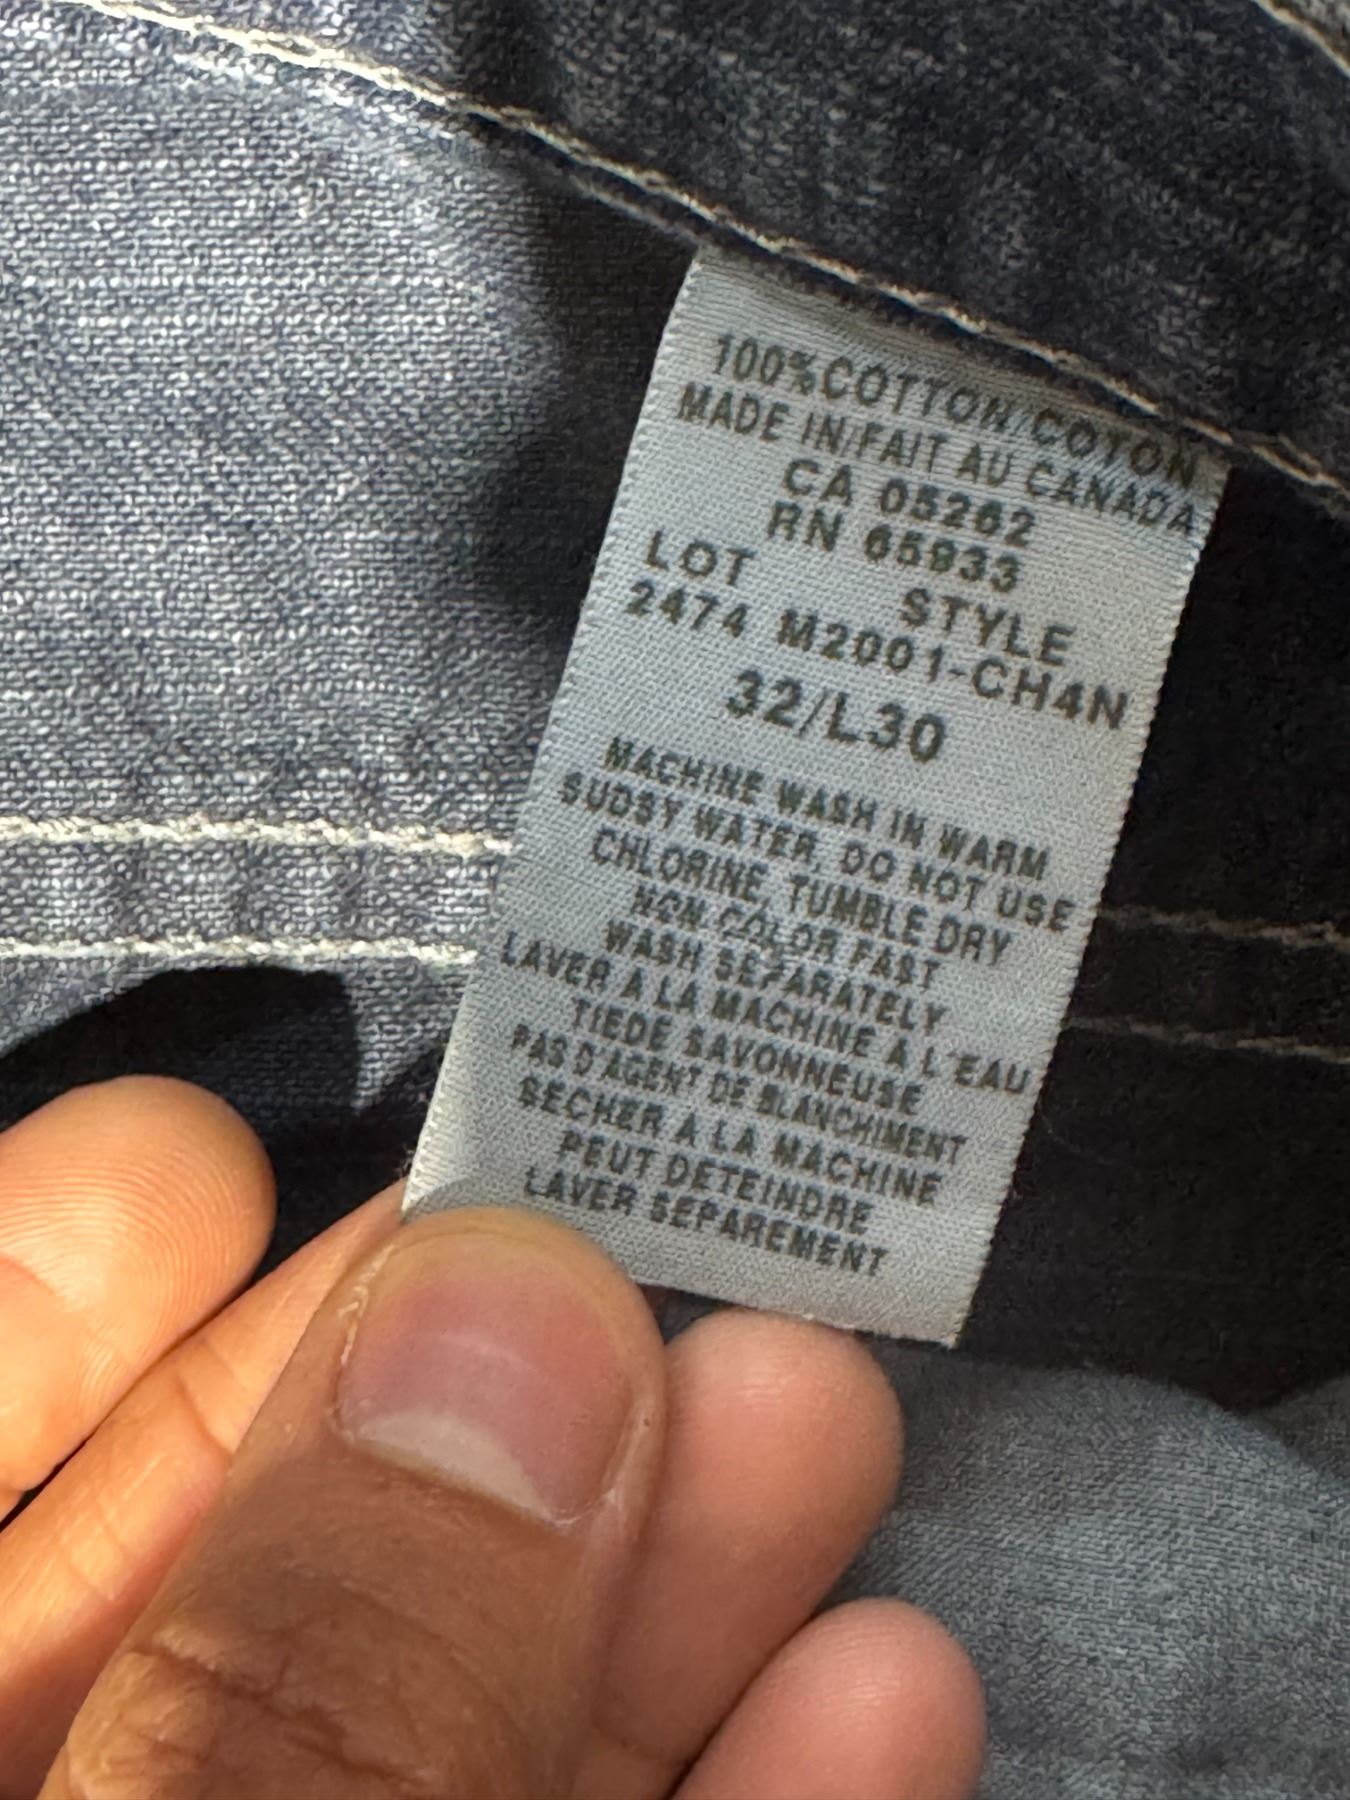 100%COTTON/COTON
MADE IN/FAIT AU CANADA
CA 05262
RN 65933
LOT STYLE
2474 M2001-CH4N
32/L30
MACHINE WASH IN WARM
SUDSY WATER, DO NOT USE
CHLORINE, TUMBLE DRY
NON COLOR FAST
WASH SEPARATELY
LAVER A LA MACHINE A L'EAU
TIEDE SAVONNEUSE
PAS D'AGENT DE BLANCHIMENT
SECHER A LA MACHINE
PEUT DETEINDRE
LAVER SEPAREMENT